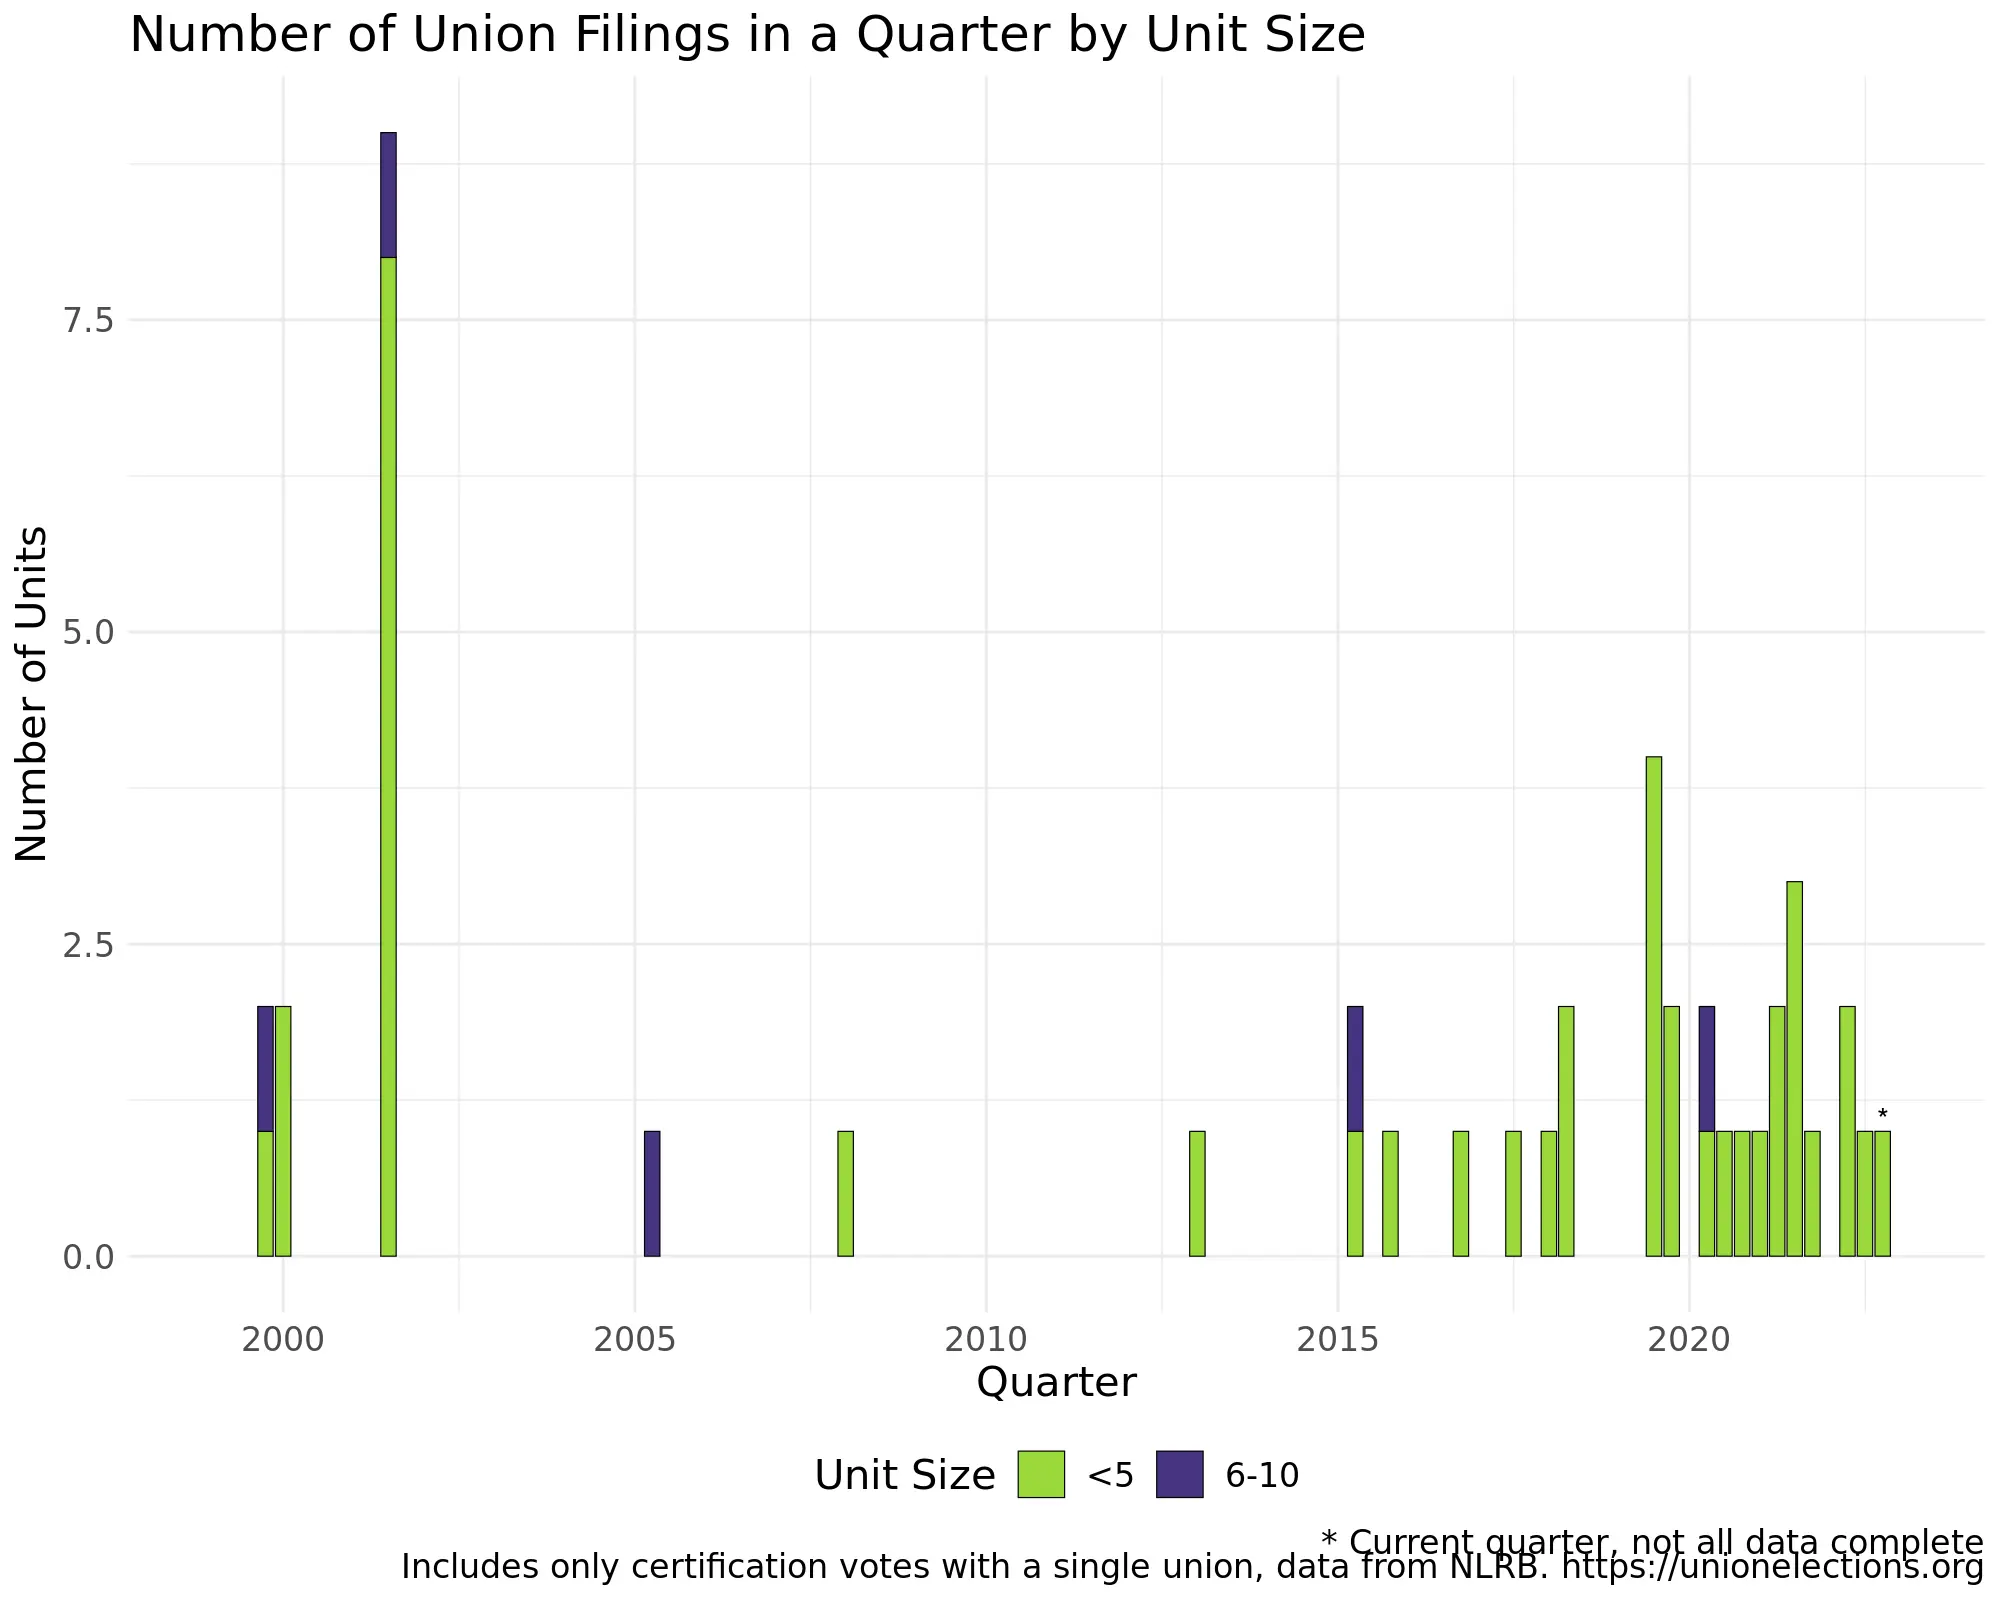 Number of Union Filings in a Quarter by Unit Size
Number of Units
7.5
5.0
2.5
0.0
*
2000 2005 2010 2015 2020
Quarter
Unit Size <5 6-10
* Current quarter, not all data complete
Includes only certification votes with a single union, data from NLRB. https://unionelections.org